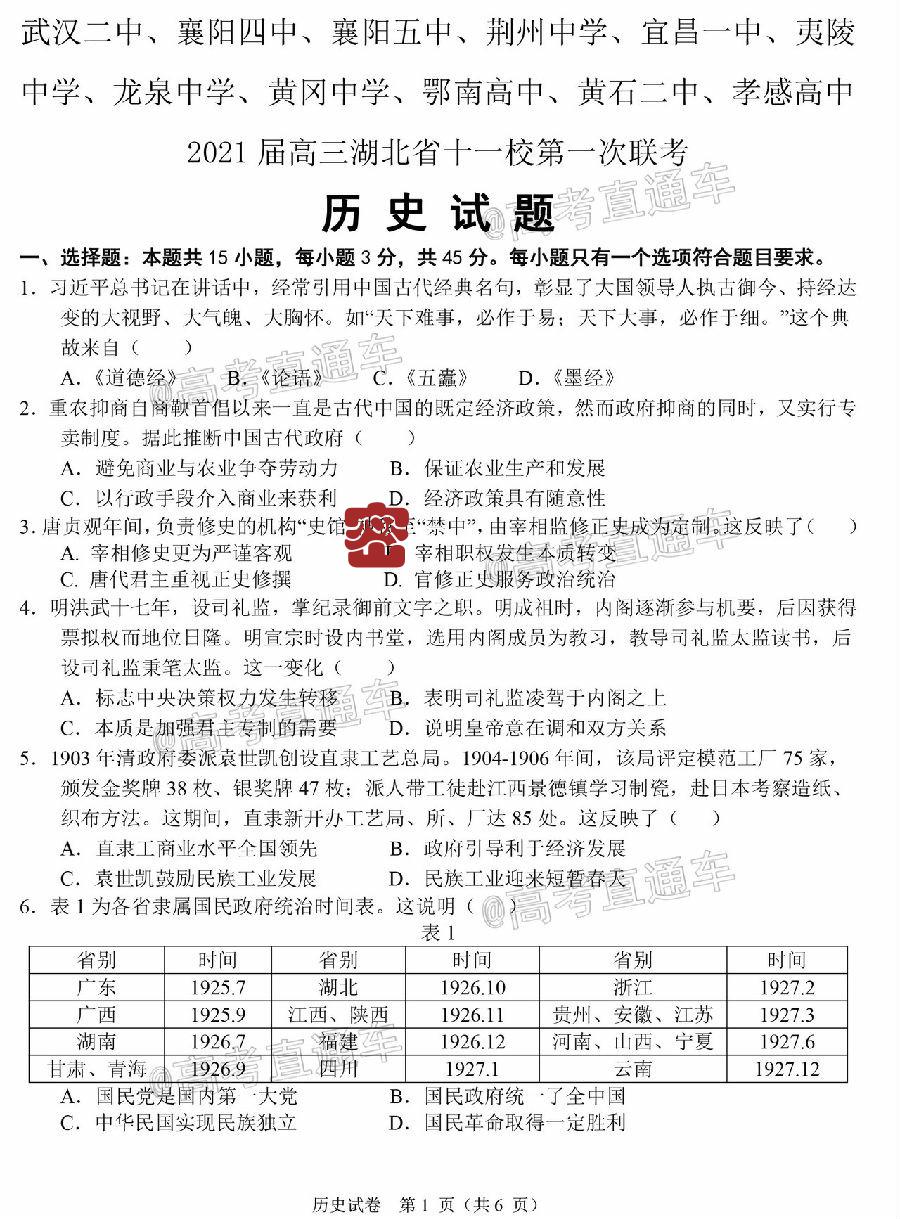 武汉二中、襄阳四中、襄阳五中、荆州中学、宜昌一中、夷陵
中学、龙泉中学、黄冈中学、鄂南高中、黄石二中、孝感高中
2021 届高三湖北省十一校第一次联考
历 史 试 题
@高考直通车
一、选择题：本题共 15 小题，每小题 3 分，共 45 分。每小题只有一个选项符合题目要求。
1．习近平总书记在讲话中，经常引用中国古代经典名句，彰显了大国领导人执古御今、持经达
变的大视野、大气魄、大胸怀。如“天下难事，必作于易；天下大事，必作于细。”这个典
故来自（ ）
@高考直通车
A．《道德经》 B．《论语》 C．《五蠹》 D．《墨经》
2．重农抑商自商鞅首倡以来一直是古代中国的既定经济政策，然而政府抑商的同时，又实行专
卖制度。据此推断中国古代政府（ ）
A．避免商业与农业争夺劳动力 B．保证农业生产和发展
C．以行政手段介入商业来获利 D．经济政策具有随意性
3. 唐贞观年间，负责修史的机构“史馆 至“禁中”，由宰相监修正史成为定制。这反映了（ ）
@高考直通车
A. 宰相修史更为严谨客观 宰相职权发生本质转变
C. 唐代君主重视正史修撰 D. 官修正史服务政治统治
4．明洪武十七年，设司礼监，掌纪录御前文字之职。明成祖时，内阁逐渐参与机要，后因获得
票拟权而地位日隆。明宣宗时设内书堂，选用内阁成员为教习，教导司礼监太监读书，后
设司礼监秉笔太监。这一变化（ ）
A．标志中央决策权力发生转移 B．表明司礼监凌驾于内阁之上
@高考直通车
C．本质是加强君主专制的需要 D．说明皇帝意在调和双方关系
5．1903 年清政府委派袁世凯创设直隶工艺总局。1904-1906 年间，该局评定模范工厂 75 家，
颁发金奖牌 38 枚、银奖牌 47 枚；派人带工徒赴江西景德镇学习制瓷，赴日本考察造纸、
织布方法。这期间，直隶新开办工艺局、所、厂达 85 处。这反映了（ ）
A．直隶工商业水平全国领先 B．政府引导利于经济发展
C．袁世凯鼓励民族工业发展 D．民族工业迎来短暂春天
@高考直通车
6．表 1 为各省隶属国民政府统治时间表。这说明（ ）
表 1
省别 时间 省别 时间 省别 时间
广东 1925.7 湖北 1926.10 浙江 1927.2
广西 1925.9 江西、陕西 1926.11 贵州、安徽、江苏 1927.3
湖南 1926.7 福建 1926.12 河南、山西、宁夏 1927.6
甘肃、青海 1926.9 四川 1927.1 云南 1927.12
@高考直通车
A．国民党是国内第一大党 B．国民政府统一了全中国
C．中华民国实现民族独立 D．国民革命取得一定胜利
历史试卷 第 1 页（共 6 页）